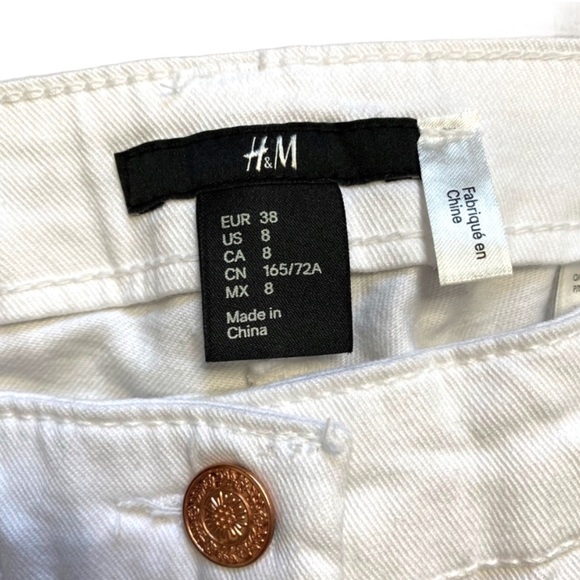 H&M
EUR 38
US 8
CA 8
CN 165/72A
MX 8
Made in
China
Fabriqué en
Chine